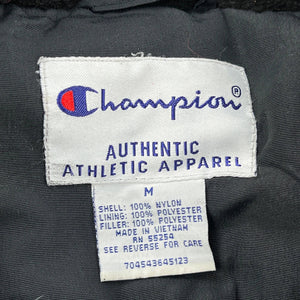 Champion®
AUTHENTIC
ATHLETIC APPAREL
M
SHELL: 100% NYLON
LINING: 100% POLYESTER
FILLER: 100% POLYESTER
MADE IN VIETNAM
RN 55254
SEE REVERSE FOR CARE
704543645123